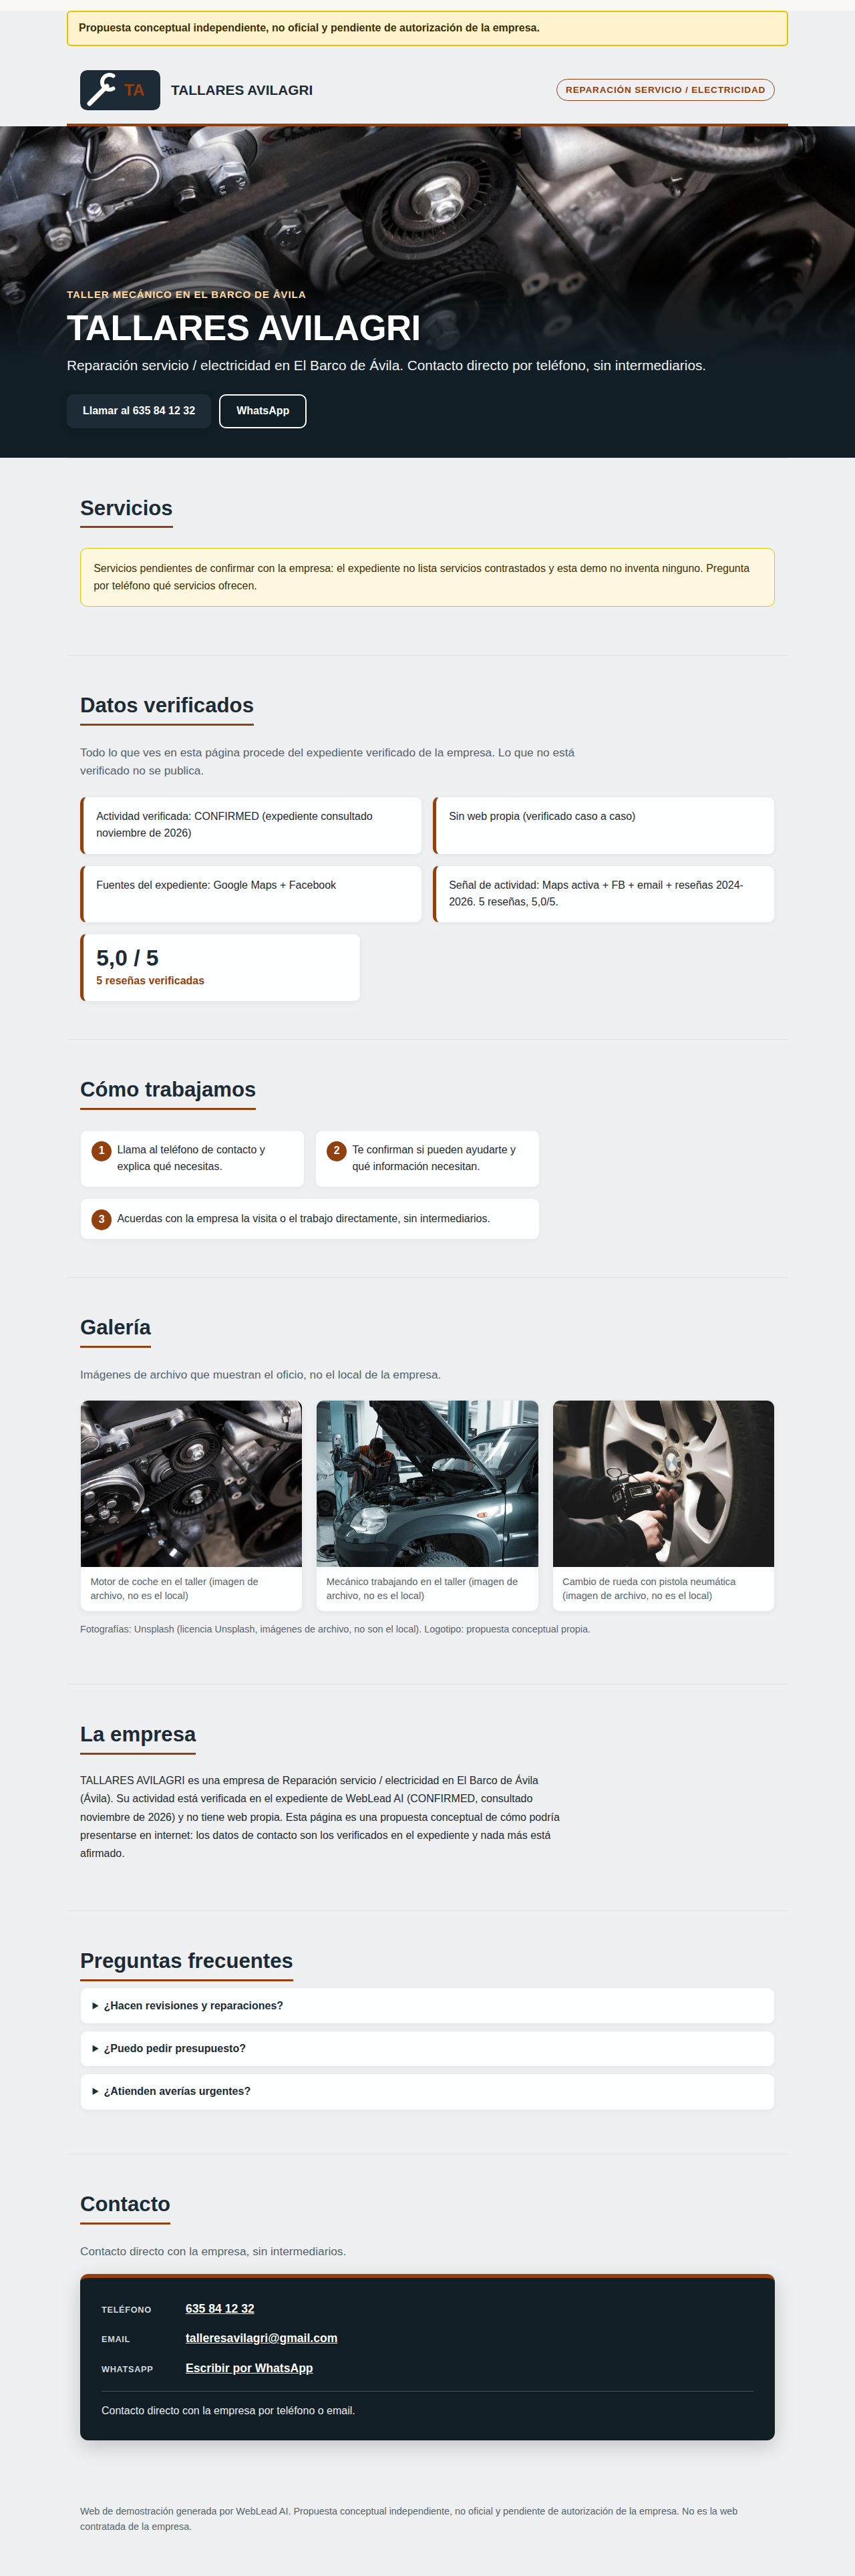 Propuesta conceptual independiente, no oficial y pendiente de autorización de la empresa.
TA
TALLARES AVILAGRI
REPARACIÓN SERVICIO / ELECTRICIDAD
TALLER MECÁNICO EN EL BARCO DE ÁVILA
TALLARES AVILAGRI
Reparación servicio / electricidad en El Barco de Ávila. Contacto directo por teléfono, sin intermediarios.
Llamar al 635 84 12 32
WhatsApp
Servicios
Servicios pendientes de confirmar con la empresa: el expediente no lista servicios contrastados y esta demo no inventa ninguno. Pregunta
por teléfono qué servicios ofrecen.
Datos verificados
Todo lo que ves en esta página procede del expediente verificado de la empresa. Lo que no está
verificado no se publica.
Actividad verificada: CONFIRMED (expediente consultado
noviembre de 2026)
Sin web propia (verificado caso a caso)
Fuentes del expediente: Google Maps + Facebook
Señal de actividad: Maps activa + FB + email + reseñas 2024-
2026. 5 reseñas, 5,0/5.
5,0 / 5
5 reseñas verificadas
Cómo trabajamos
1
Llama al teléfono de contacto y
explica qué necesitas.
2
Te confirman si pueden ayudarte y
qué información necesitan.
3
Acuerdas con la empresa la visita o el trabajo directamente, sin intermediarios.
Galería
Imágenes de archivo que muestran el oficio, no el local de la empresa.
Motor de coche en el taller (imagen de
archivo, no es el local)
Mecánico trabajando en el taller (imagen de
archivo, no es el local)
Cambio de rueda con pistola neumática
(imagen de archivo, no es el local)
Fotografías: Unsplash (licencia Unsplash, imágenes de archivo, no son el local). Logotipo: propuesta conceptual propia.
La empresa
TALLARES AVILAGRI es una empresa de Reparación servicio / electricidad en El Barco de Ávila
(Ávila). Su actividad está verificada en el expediente de WebLead AI (CONFIRMED, consultado
noviembre de 2026) y no tiene web propia. Esta página es una propuesta conceptual de cómo podría
presentarse en internet: los datos de contacto son los verificados en el expediente y nada más está
afirmado.
Preguntas frecuentes
¿Hacen revisiones y reparaciones?
¿Puedo pedir presupuesto?
¿Atienden averías urgentes?
Contacto
Contacto directo con la empresa, sin intermediarios.
TELÉFONO 635 84 12 32
EMAIL talleresavilagri@gmail.com
WHATSAPP Escribir por WhatsApp
Contacto directo con la empresa por teléfono o email.
Web de demostración generada por WebLead AI. Propuesta conceptual independiente, no oficial y pendiente de autorización de la empresa. No es la web
contratada de la empresa.